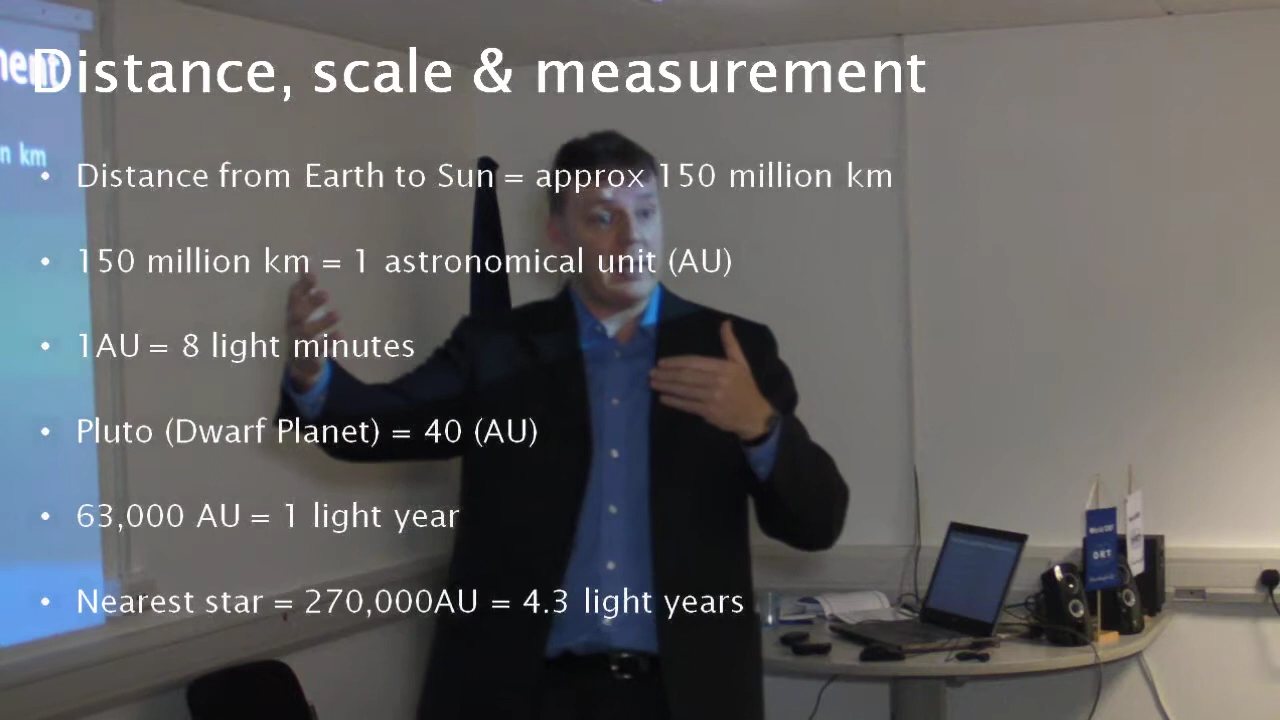 Distance, scale & measurement
n km
• Distance from Earth to Sun = approx 150 million km
• 150 million km = 1 astronomical unit (AU)
• 1AU = 8 light minutes
• Pluto (Dwarf Planet) = 40 (AU)
• 63,000 AU = 1 light year
• Nearest star = 270,000AU = 4.3 light years